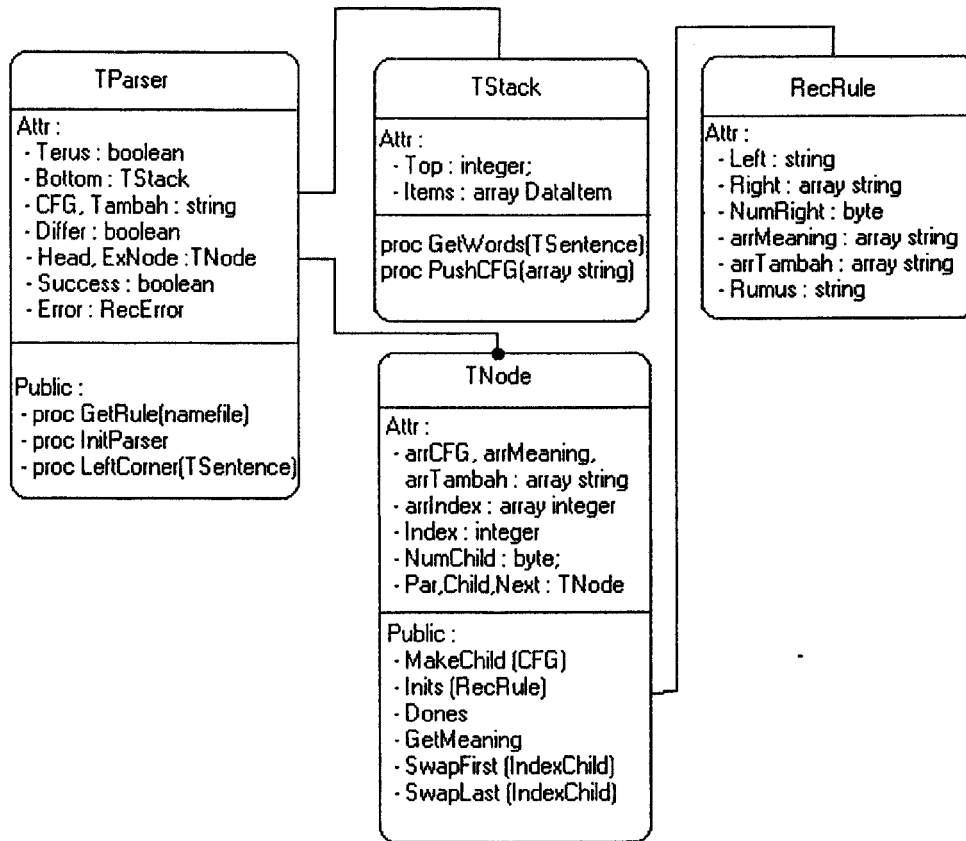 TParser
Attr :
- Terus : boolean
- Bottom : TStack
- CFG, Tambah : string
- Differ : boolean
- Head, ExNode :TNode
- Success : boolean
- Error : RecError
Public :
- proc GetRule(namefile)
- proc InitParser
- proc LeftCorner(TSentence)
TStack
Attr :
- Top : integer;
- Items : array DataItem
proc GetWords(TSentence)
proc PushCFG(array string)
RecRule
Attr :
- Left : string
- Right : array string
- NumRight : byte
- arrMeaning : array string
- arrTambah : array string
- Rumus : string
TNode
Attr :
- arrCFG, arrMeaning,
arrTambah : array string
- arrIndex : array integer
- Index : integer
- NumChild : byte;
- Par,Child,Next : TNode
Public :
- MakeChild (CFG)
- Inits (RecRule)
- Dones
- GetMeaning
- SwapFirst (IndexChild)
- SwapLast (IndexChild)